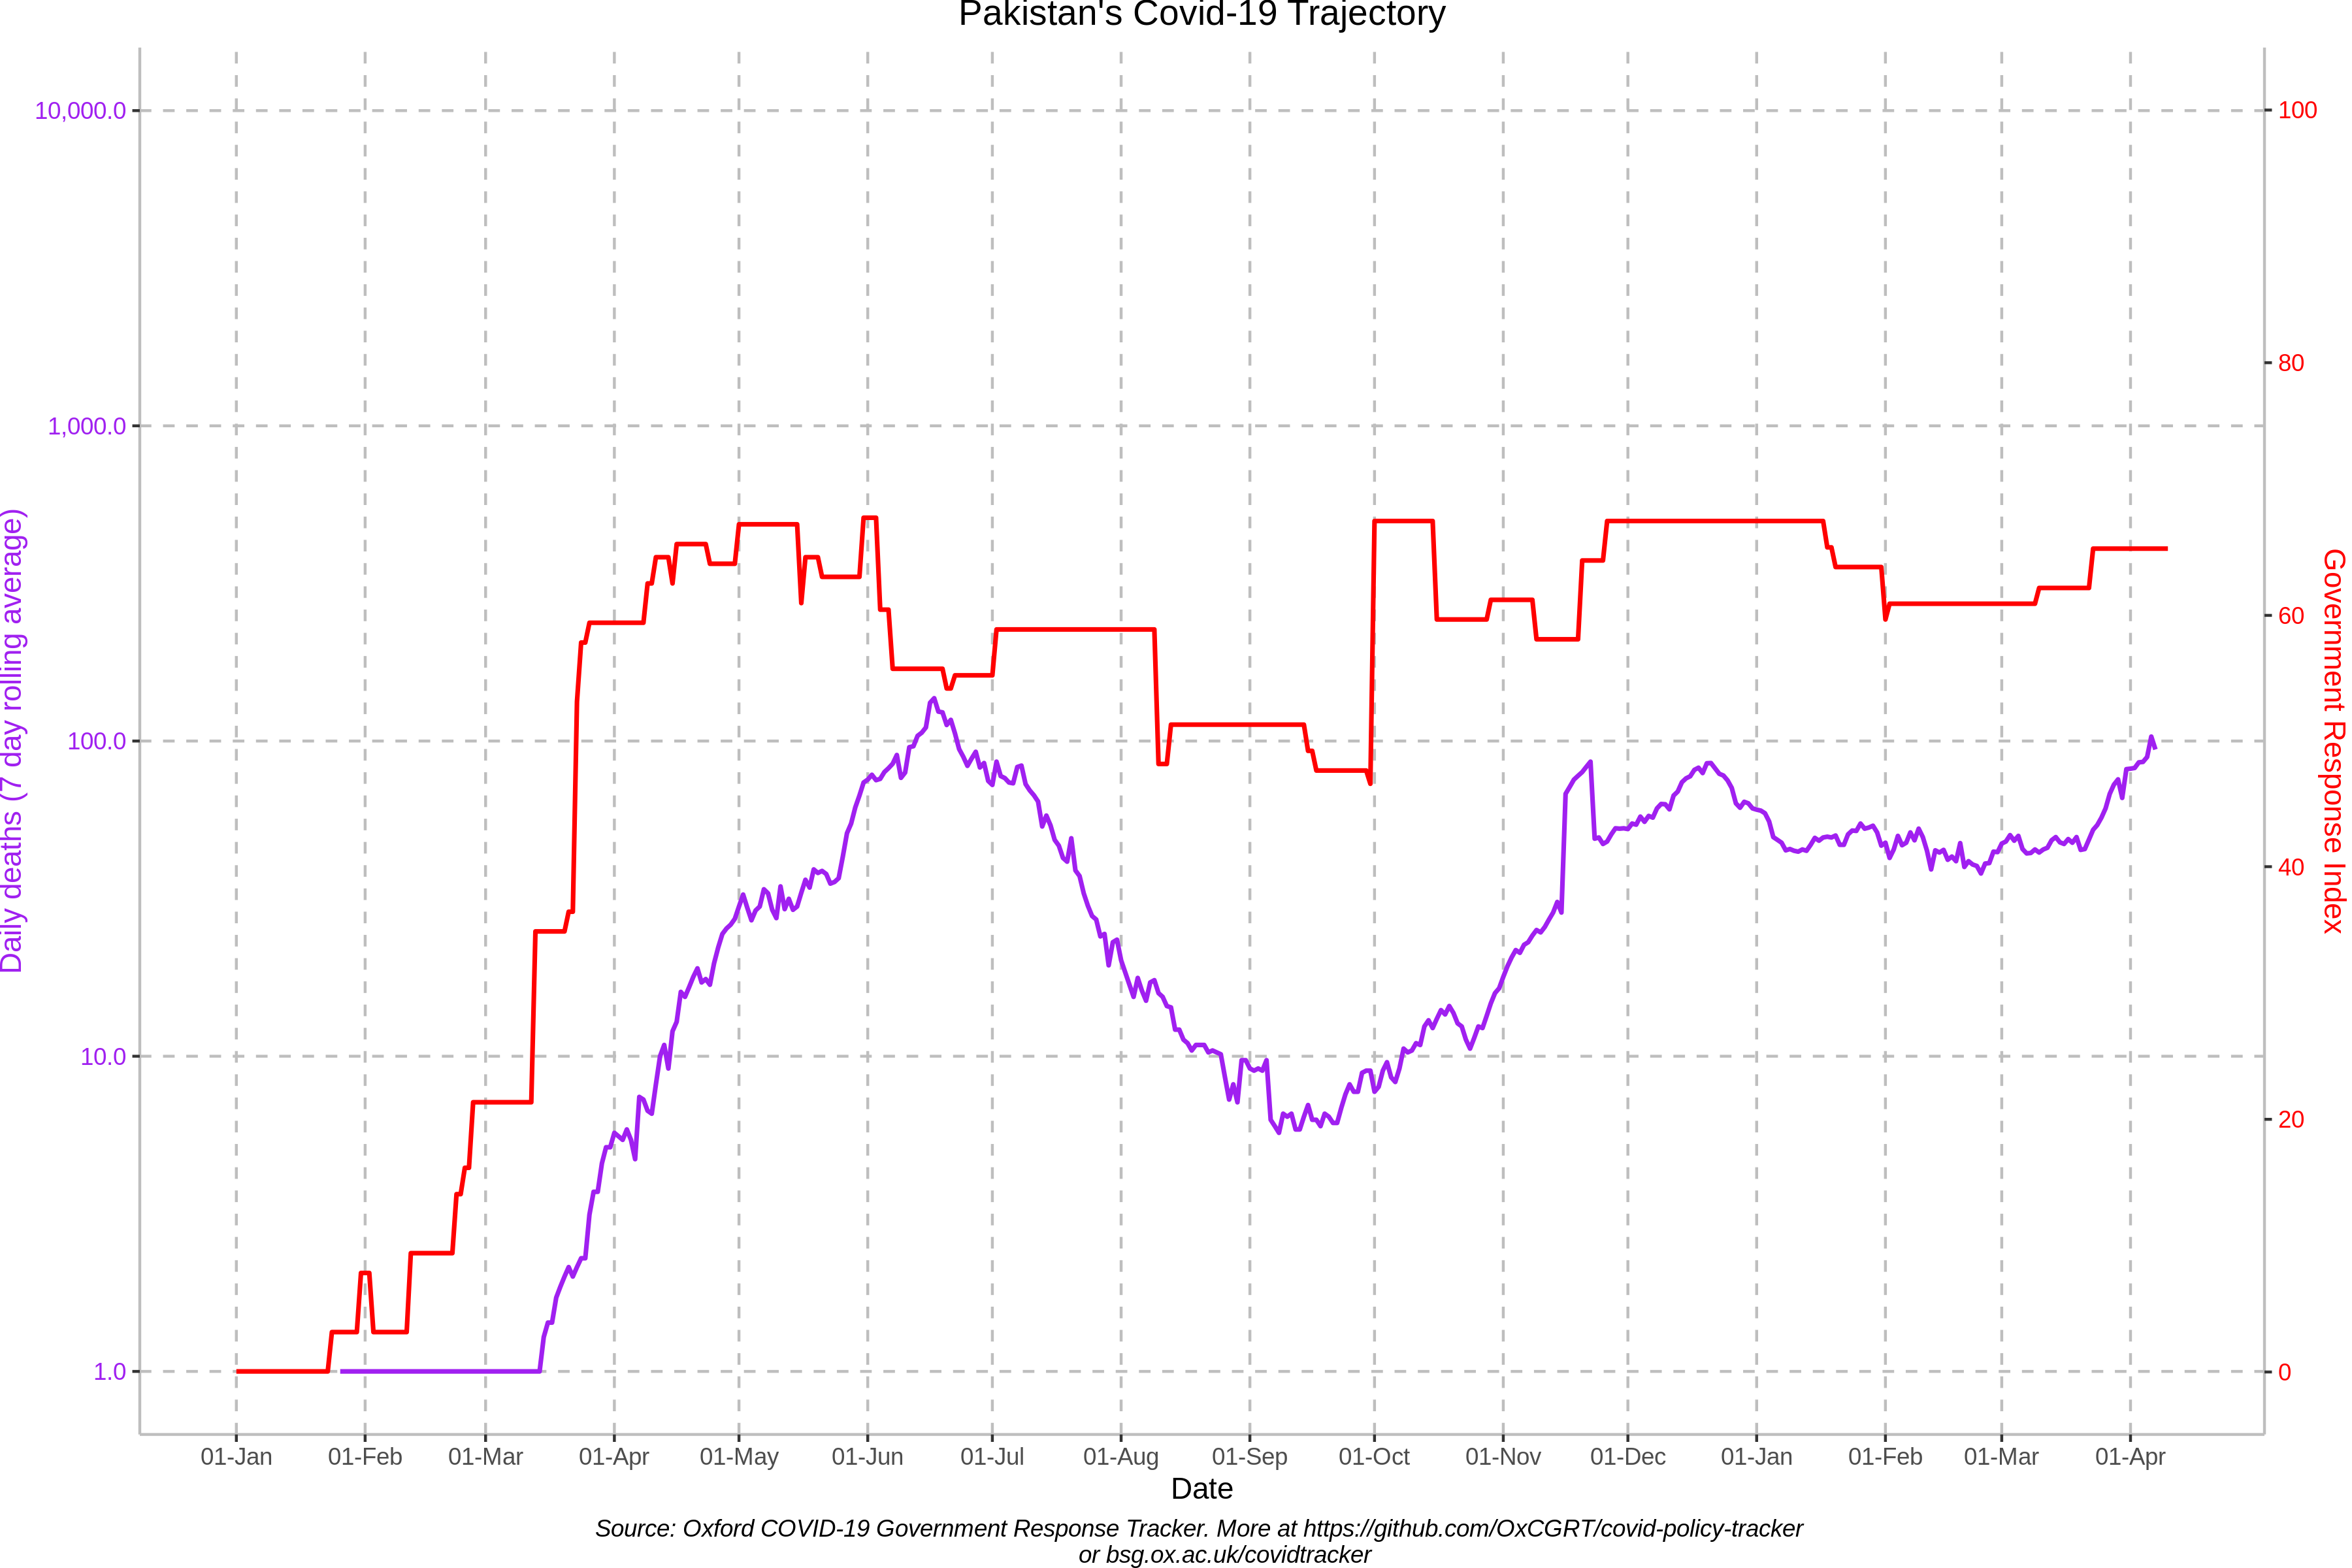 Pakistan's Covid-19 Trajectory
10,000.0
1,000.0
100.0
10.0
1.0
Daily deaths (7 day rolling average)
100
80
60
40
20
0
Government Response Index
01-Jan 01-Feb 01-Mar 01-Apr 01-May 01-Jun 01-Jul 01-Aug 01-Sep 01-Oct 01-Nov 01-Dec 01-Jan 01-Feb 01-Mar 01-Apr
Date
Source: Oxford COVID-19 Government Response Tracker. More at https://github.com/OxCGRT/covid-policy-tracker
or bsg.ox.ac.uk/covidtracker